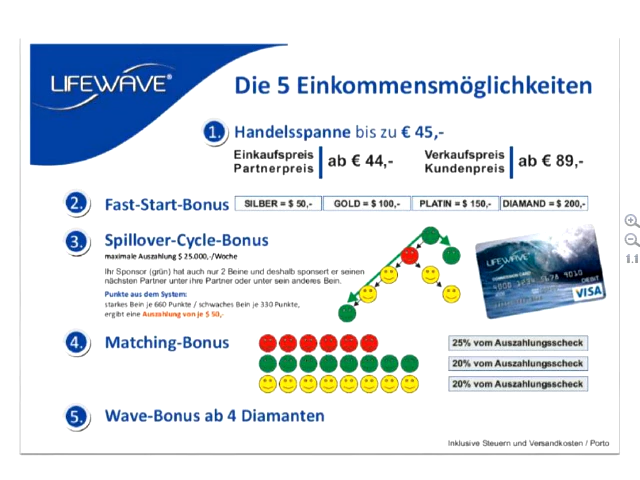 LIFEWAVE®
Die 5 Einkommensmöglichkeiten
1. Handelsspanne bis zu € 45,-
Einkaufspreis
Partnerpreis
ab € 44,-
Verkaufspreis
Kundenpreis
ab € 89,-
2. Fast-Start-Bonus
SILBER = $ 50,-
GOLD = $ 100,-
PLATIN = $ 150,-
DIAMAND = $ 200,-
3. Spillover-Cycle-Bonus
maximale Auszahlung $ 25.000,-/Woche
Ihr Sponsor (grün) hat auch nur 2 Beine und deshalb sponsert er seinen
nächsten Partner unter ihre oder unter sein anderes Bein.
Punkte aus dem System:
starkes Bein je 660 Punkte / schwaches Bein je 330 Punkte,
ergibt eine Auszahlung von je $ 50,-
LIFEWAVE
DEBIT
VISA
4. Matching-Bonus
25% vom Auszahlungsscheck
20% vom Auszahlungsscheck
20% vom Auszahlungsscheck
5. Wave-Bonus ab 4 Diamanten
Inklusive Steuern und Versandkosten / Porto
1.1